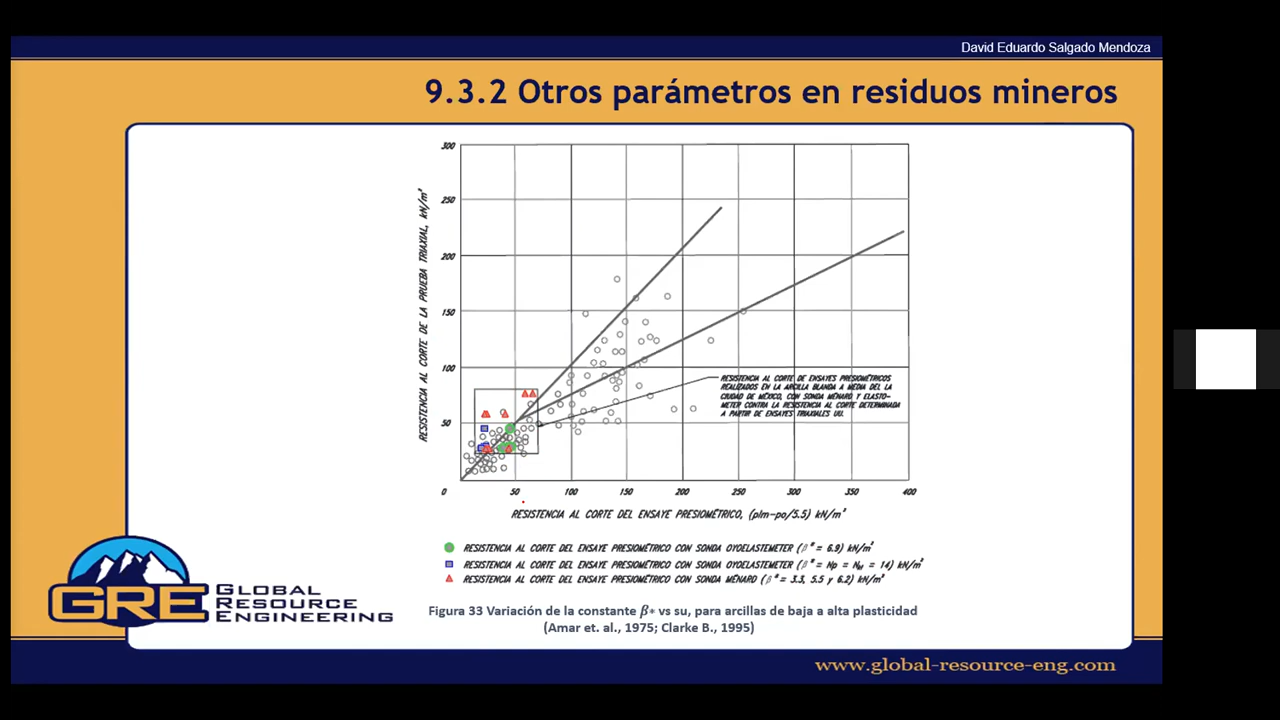 David Eduardo Salgado Mendoza
9.3.2 Otros parámetros en residuos mineros
300
250
200
150
100
50
0
50
100
150
200
250
300
350
400
RESISTENCIA AL CORTE DE LA PRUEBA TRIAXIAL, kN/m²
RESISTENCIA AL CORTE DE ENSAYES PRESIOMÉTRICOS
REALIZADOS EN LA ARCILLA BLANDA A MEDIA DEL LA
CIUDAD DE MÉXICO, CON SONDA MÉNARD Y ELASTO-
METER CONTRA LA RESISTENCIA AL CORTE DETERMINADA
A PARTIR DE ENSAYES TRIAXIALES UU.
RESISTENCIA AL CORTE DEL ENSAYE PRESIOMÉTRICO, (plm-po/5.5) kN/m²
RESISTENCIA AL CORTE DEL ENSAYE PRESIOMÉTRICO CON SONDA OYOELASTEMETER (β* = 6.9) kN/m²
RESISTENCIA AL CORTE DEL ENSAYE PRESIOMÉTRICO CON SONDA OYOELASTEMETER (β* = Np = NM = 14) kN/m²
RESISTENCIA AL CORTE DEL ENSAYE PRESIOMÉTRICO CON SONDA MÉNARD (β* = 3.3, 5.5 y 6.2) kN/m²
Figura 33 Variación de la constante β* vs su, para arcillas de baja a alta plasticidad
(Amar et. al., 1975; Clarke B., 1995)
GRE
GLOBAL
RESOURCE
ENGINEERING
www.global-resource-eng.com